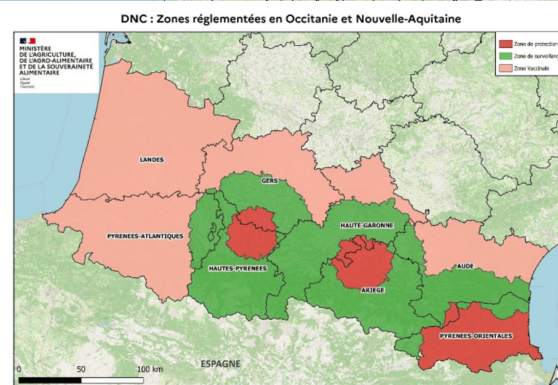 DNC : Zones réglementées en Occitanie et Nouvelle-Aquitaine
MINISTÈRE
DE L'AGRICULTURE,
DE L'AGRO-ALIMENTAIRE
ET DE LA SOUVERAINETÉ
ALIMENTAIRE
Zone de protection
Zone de surveillance
Zone Vaccinale
LANDES
GERS
PYRENEES-ATLANTIQUES
HAUTE-GARONNE
HAUTES-PYRENEES
AUDE
ARIEGE
PYRENEES-ORIENTALES
ESPAGNE
0 50 100 km